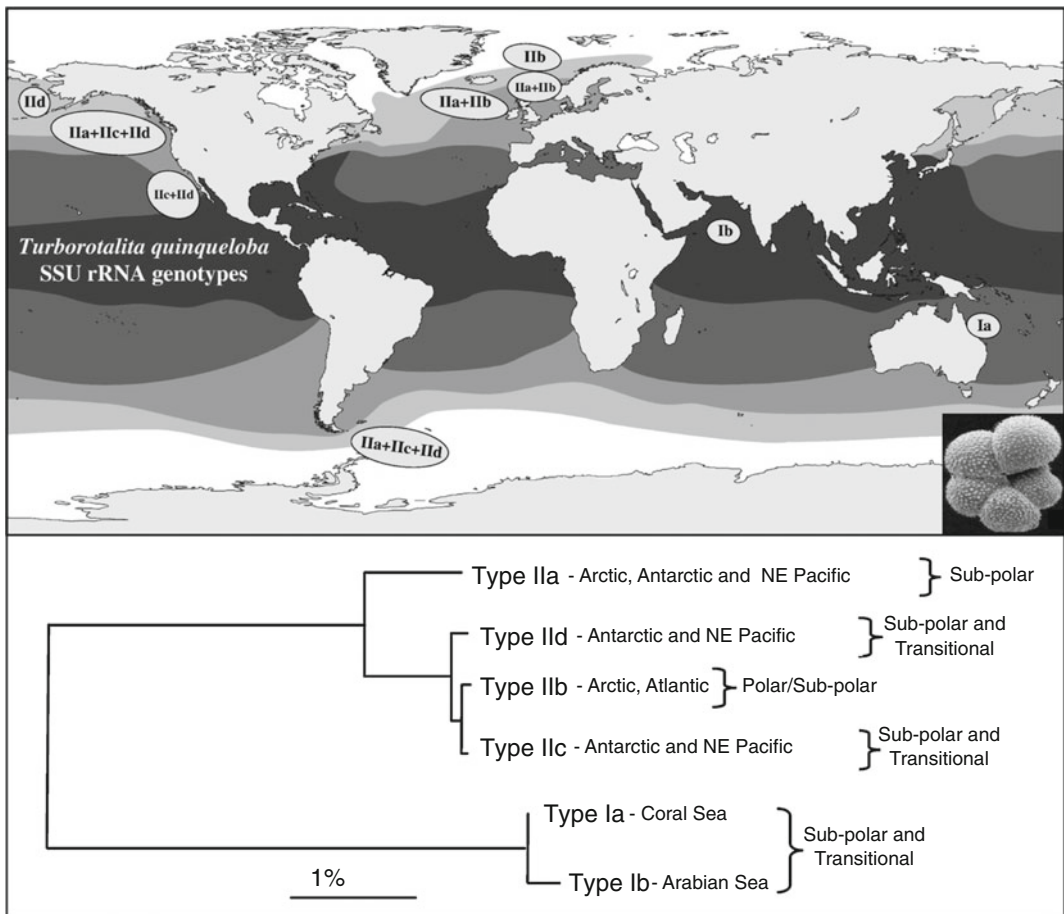 IIb
IId
IIa+IIb
IIa+IIb
IIa+IIc+IId
IIc+IId
Turborotalita quinqueloba
SSU rRNA genotypes
Ib
Ia
IIa+IIc+IId
Type IIa - Arctic, Antarctic and NE Pacific
Sub-polar
Type IId - Antarctic and NE Pacific
Sub-polar and
Transitional
Type IIb - Arctic, Atlantic
Polar/Sub-polar
Type IIc - Antarctic and NE Pacific
Sub-polar and
Transitional
Type Ia - Coral Sea
Sub-polar and
Transitional
Type Ib - Arabian Sea
1%